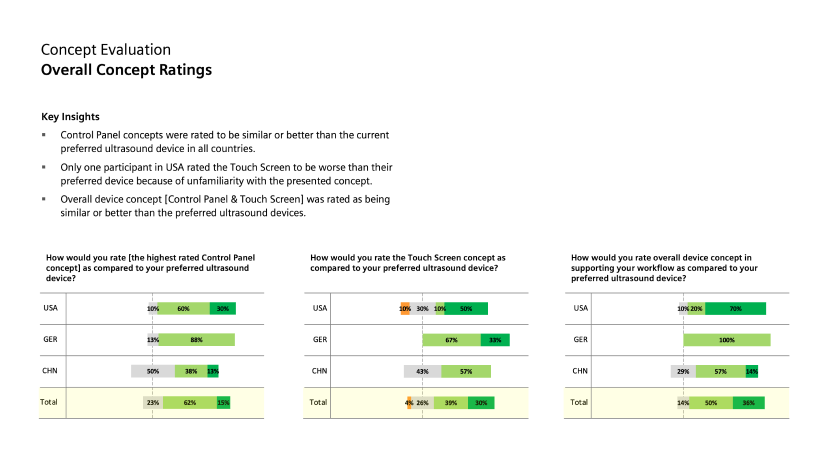 Concept Evaluation
Overall Concept Ratings
Key Insights
▪ Control Panel concepts were rated to be similar or better than the current
preferred ultrasound device in all countries.
▪ Only one participant in USA rated the Touch Screen to be worse than their
preferred device because of unfamiliarity with the presented concept.
▪ Overall device concept [Control Panel & Touch Screen] was rated as being
similar or better than the preferred ultrasound devices.
How would you rate [the highest rated Control Panel
concept] as compared to your preferred ultrasound
device?
USA 10% 60% 30%
GER 13% 88%
CHN 50% 38% 13%
Total 23% 62% 15%
How would you rate the Touch Screen concept as
compared to your preferred ultrasound device?
USA 10% 30% 10% 50%
GER 67% 33%
CHN 43% 57%
Total 4% 26% 39% 30%
How would you rate overall device concept in
supporting your workflow as compared to your
preferred ultrasound device?
USA 10% 20% 70%
GER 100%
CHN 29% 57% 14%
Total 14% 50% 36%